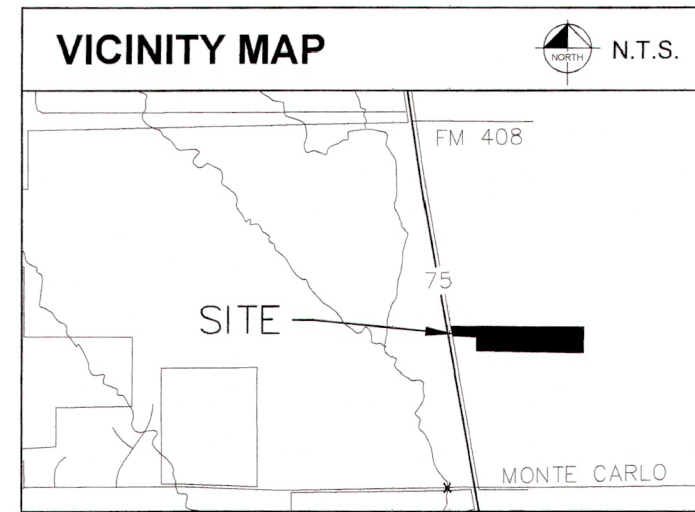 VICINITY MAP
NORTH
N.T.S.
FM 408
75
SITE
MONTE CARLO